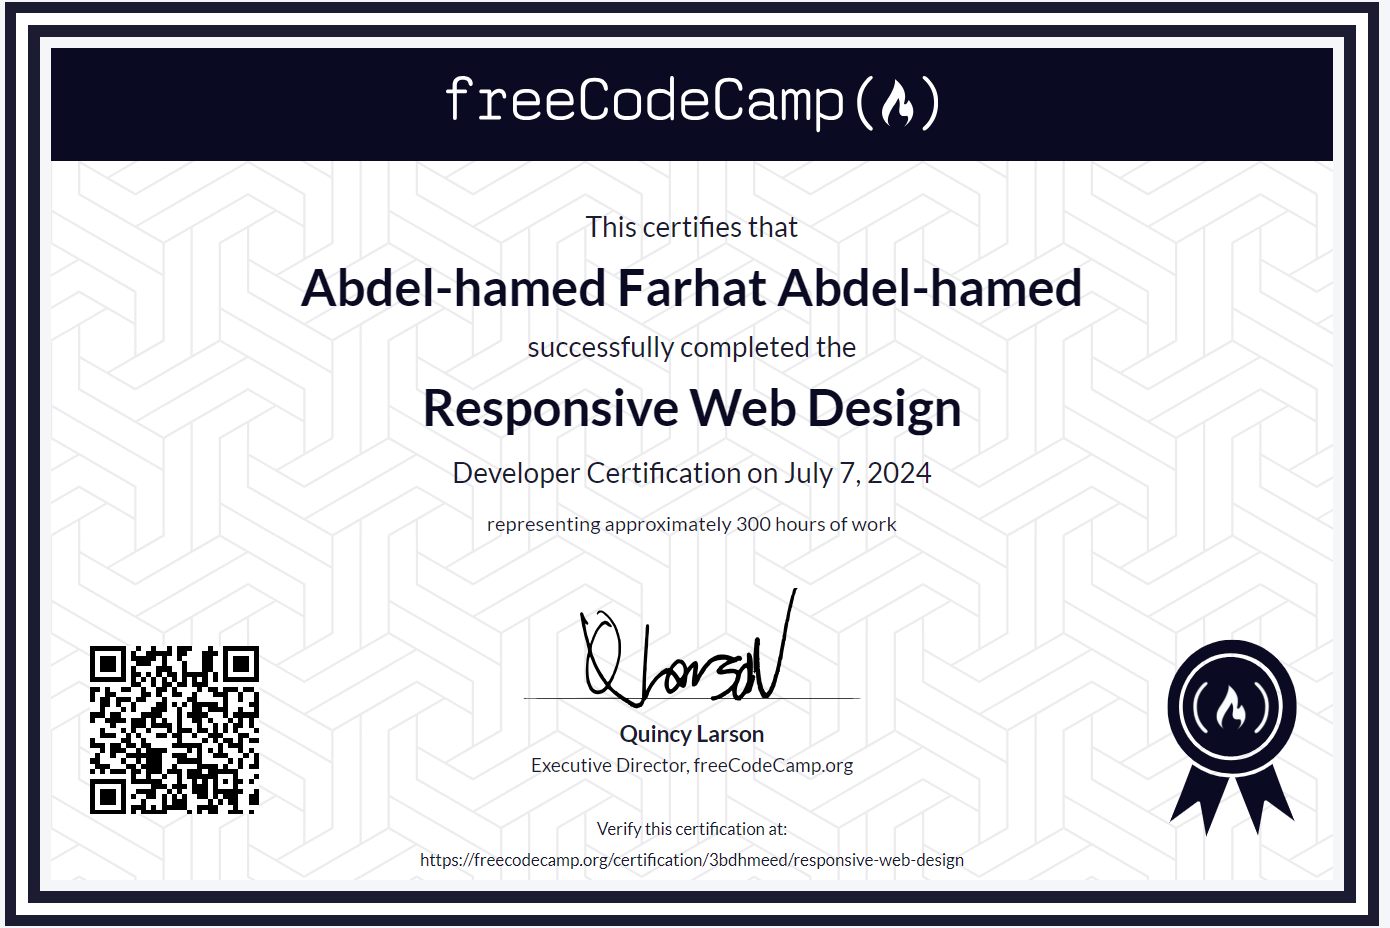 freeCodeCamp
This certifies that
Abdel-hamed Farhat Abdel-hamed
successfully completed the
Responsive Web Design
Developer Certification on July 7, 2024
representing approximately 300 hours of work
Quincy Larson
Executive Director, freeCodeCamp.org
Verify this certification at:
https://freecodecamp.org/certification/3bdhmeed/responsive-web-design